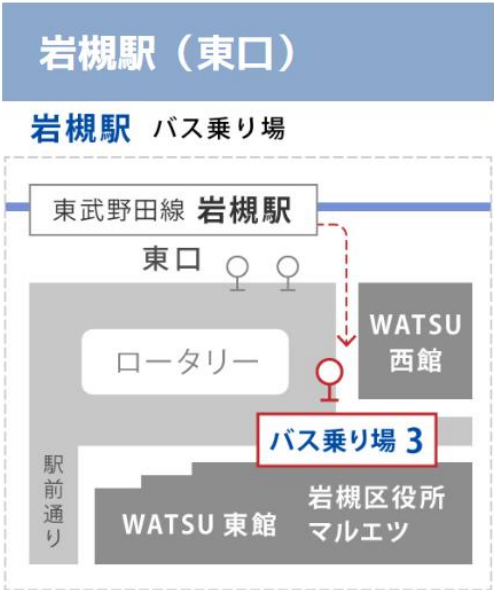 岩槻駅（東口）
岩槻駅 バス乗り場
東武野田線 岩槻駅
東口
ロータリー
WATSU
西館
バス乗り場 3
駅前通り
WATSU 東館
岩槻区役所
マルエツ